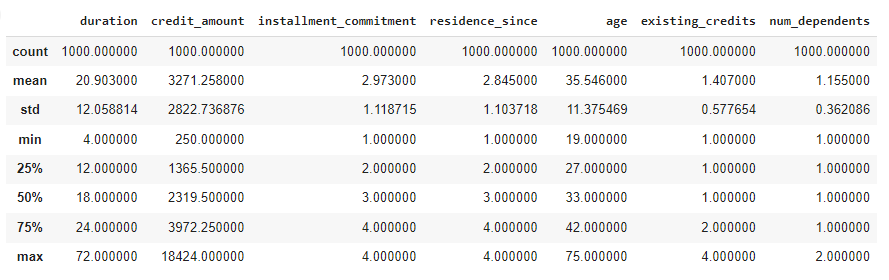 duration credit_amount installment_commitment residence_since age existing_credits num_dependents
count 1000.000000 1000.000000 1000.000000 1000.000000 1000.000000 1000.000000 1000.000000
mean 20.903000 3271.258000 2.973000 2.845000 35.546000 1.407000 1.155000
std 12.058814 2822.736876 1.118715 1.103718 11.375469 0.577654 0.362086
min 4.000000 250.000000 1.000000 1.000000 19.000000 1.000000 1.000000
25% 12.000000 1365.500000 2.000000 2.000000 27.000000 1.000000 1.000000
50% 18.000000 2319.500000 3.000000 3.000000 33.000000 1.000000 1.000000
75% 24.000000 3972.250000 4.000000 4.000000 42.000000 2.000000 1.000000
max 72.000000 18424.000000 4.000000 4.000000 75.000000 4.000000 2.000000